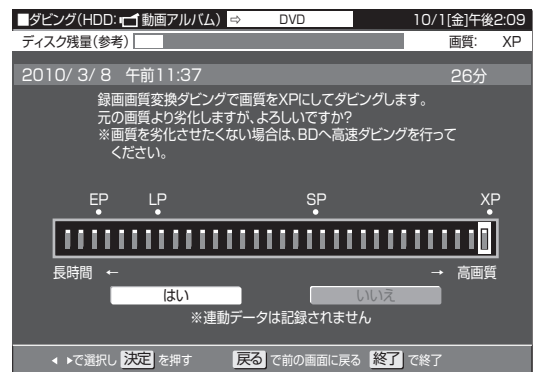 ■ダビング(HDD: 動画アルバム) ⇨ DVD 10/1[金]午後2:09
ディスク残量(参考) 画質: XP
2010/ 3/ 8 午前11:37 26分
録画画質変換ダビングで画質をXPにしてダビングします。
元の画質より劣化しますが、よろしいですか?
※画質を劣化させたくない場合は、BDへ高速ダビングを行って
ください。
EP LP SP XP
長時間 ← → 高画質
はい いいえ
※連動データは記録されません
◀ ▶で選択し 決定 を押す 戻る で前の画面に戻る 終了 で終了